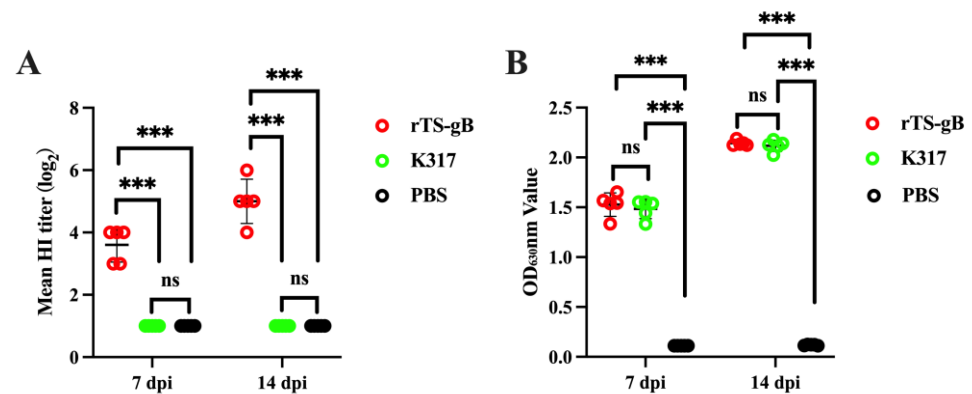 A
Mean HI titer (log₂)
8
6
4
2
0
***
***
ns
***
***
ns
7 dpi
14 dpi
rTS-gB
K317
PBS
B
OD₆₃₀nm Value
2.5
2.0
1.5
1.0
0.5
0.0
***
***
ns
***
***
ns
7 dpi
14 dpi
rTS-gB
K317
PBS